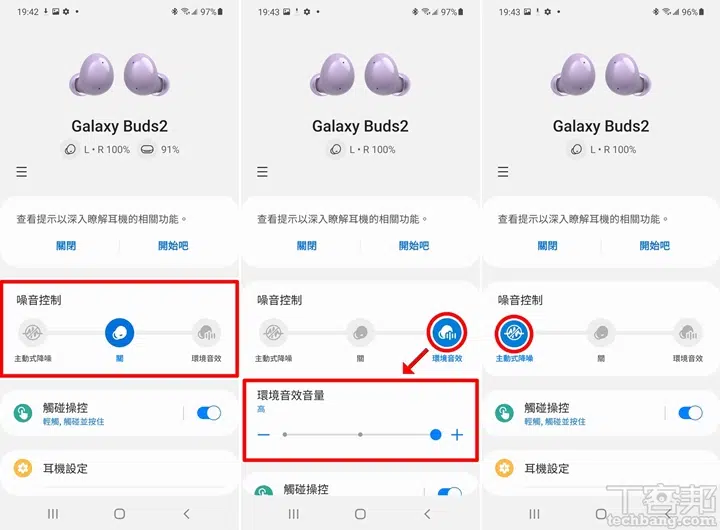 19:42
97%
Galaxy Buds2
L • R 100% 91%
查看提示以深入瞭解耳機的相關功能。
關閉 開始吧
噪音控制
主動式降噪 關 環境音效
觸碰操控
輕觸, 觸碰並按住
耳機設定
19:43
97%
Galaxy Buds2
L • R 100%
查看提示以深入瞭解耳機的相關功能。
關閉 開始吧
噪音控制
主動式降噪 關 環境音效
環境音效音量
高
觸碰操控
19:43
96%
Galaxy Buds2
L • R 100%
查看提示以深入瞭解耳機的相關功能。
關閉 開始吧
噪音控制
主動式降噪 關 環境音效
觸碰操控
輕觸, 觸碰並按住
耳機設定
T客邦
techbang.com